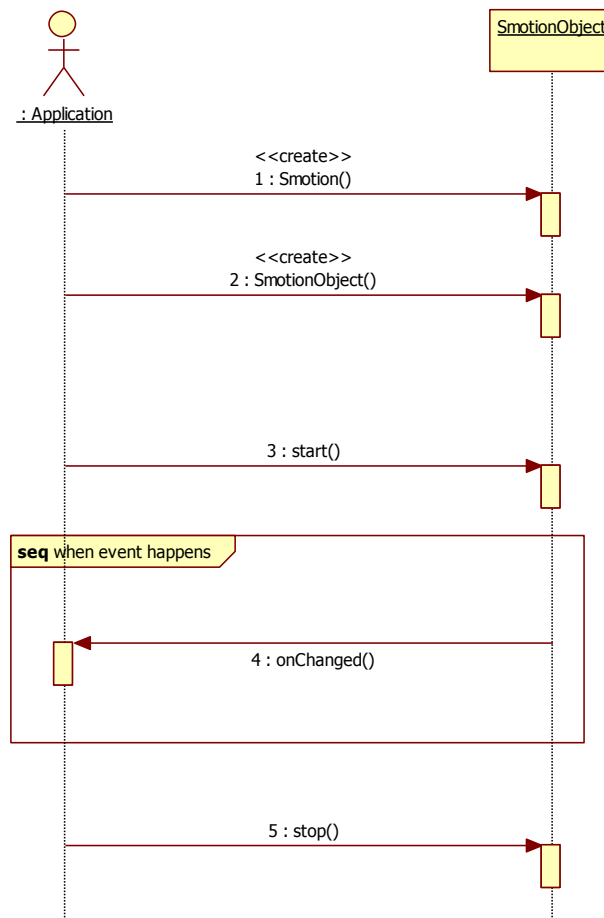 SmotionObject
: Application
<<create>>
1 : Smotion()
<<create>>
2 : SmotionObject()
3 : start()
seq when event happens
4 : onChanged()
5 : stop()